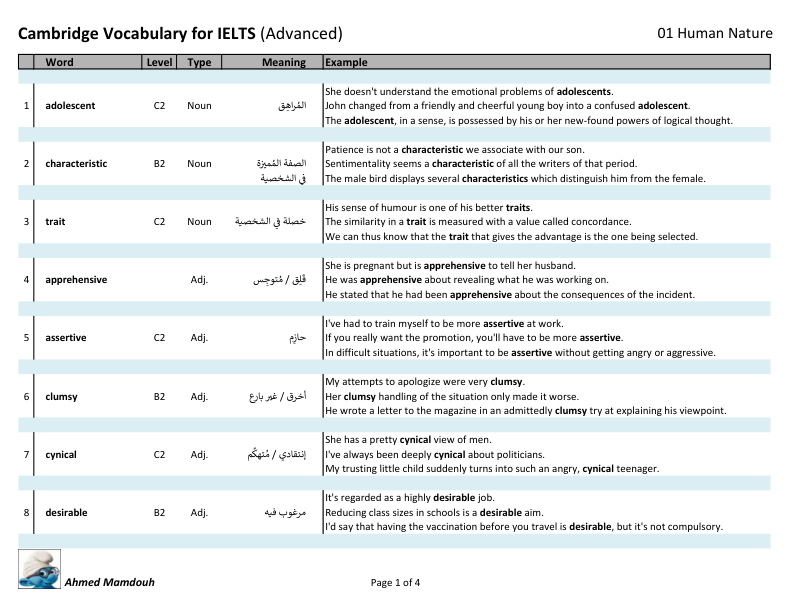 Cambridge Vocabulary for IELTS (Advanced) 01 Human Nature
Word Level Type Meaning Example
She doesn't understand the emotional problems of adolescents.
1 adolescent C2 Noun المُراهِق John changed from a friendly and cheerful young boy into a confused adolescent.
The adolescent, in a sense, is possessed by his or her new-found powers of logical thought.
Patience is not a characteristic we associate with our son.
2 characteristic B2 Noun الصفة المُميزة Sentimentality seems a characteristic of all the writers of that period.
في الشخصية The male bird displays several characteristics which distinguish him from the female.
His sense of humour is one of his better traits.
3 trait C2 Noun خصلة في الشخصية The similarity in a trait is measured with a value called concordance.
We can thus know that the trait that gives the advantage is the one being selected.
She is pregnant but is apprehensive to tell her husband.
4 apprehensive Adj. قَلِق / مُتوجِس He was apprehensive about revealing what he was working on.
He stated that he had been apprehensive about the consequences of the incident.
I've had to train myself to be more assertive at work.
5 assertive C2 Adj. حازِم If you really want the promotion, you'll have to be more assertive.
In difficult situations, it's important to be assertive without getting angry or aggressive.
My attempts to apologize were very clumsy.
6 clumsy B2 Adj. أخرق / غير بارع Her clumsy handling of the situation only made it worse.
He wrote a letter to the magazine in an admittedly clumsy try at explaining his viewpoint.
She has a pretty cynical view of men.
7 cynical C2 Adj. إنتقادي / مُتهكِّم I've always been deeply cynical about politicians.
My trusting little child suddenly turns into such an angry, cynical teenager.
It's regarded as a highly desirable job.
8 desirable B2 Adj. مرغوب فيه Reducing class sizes in schools is a desirable aim.
I'd say that having the vaccination before you travel is desirable, but it's not compulsory.
Ahmed Mamdouh Page 1 of 4